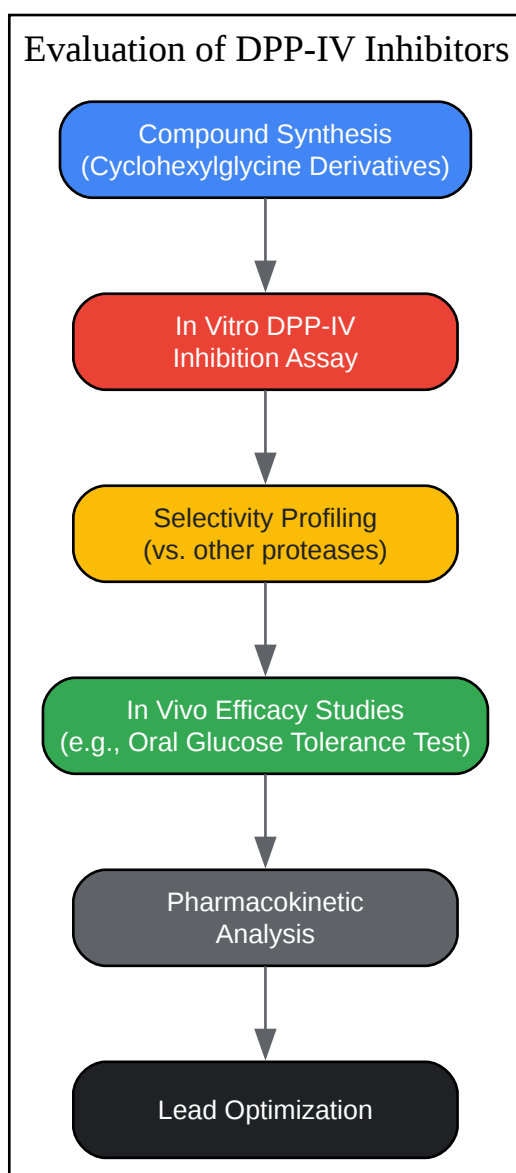 Evaluation of DPP-IV Inhibitors
Compound Synthesis
(Cyclohexylglycine Derivatives)
In Vitro DPP-IV
Inhibition Assay
Selectivity Profiling
(vs. other proteases)
In Vivo Efficacy Studies
(e.g., Oral Glucose Tolerance Test)
Pharmacokinetic
Analysis
Lead Optimization